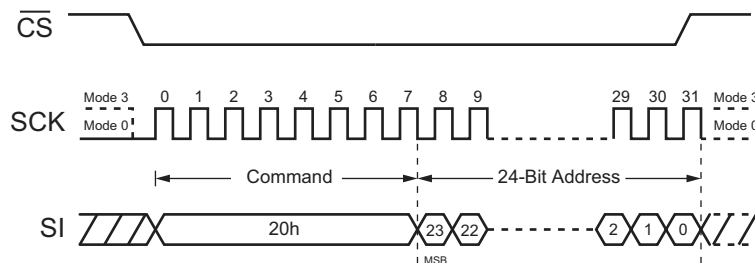 CS
0 1 2 3 4 5 6 7 8 9 29 30 31
Mode 3 Mode 3
SCK
Mode 0 Mode 0
Command 24-Bit Address
SI 20h 23 22 2 1 0
MSB